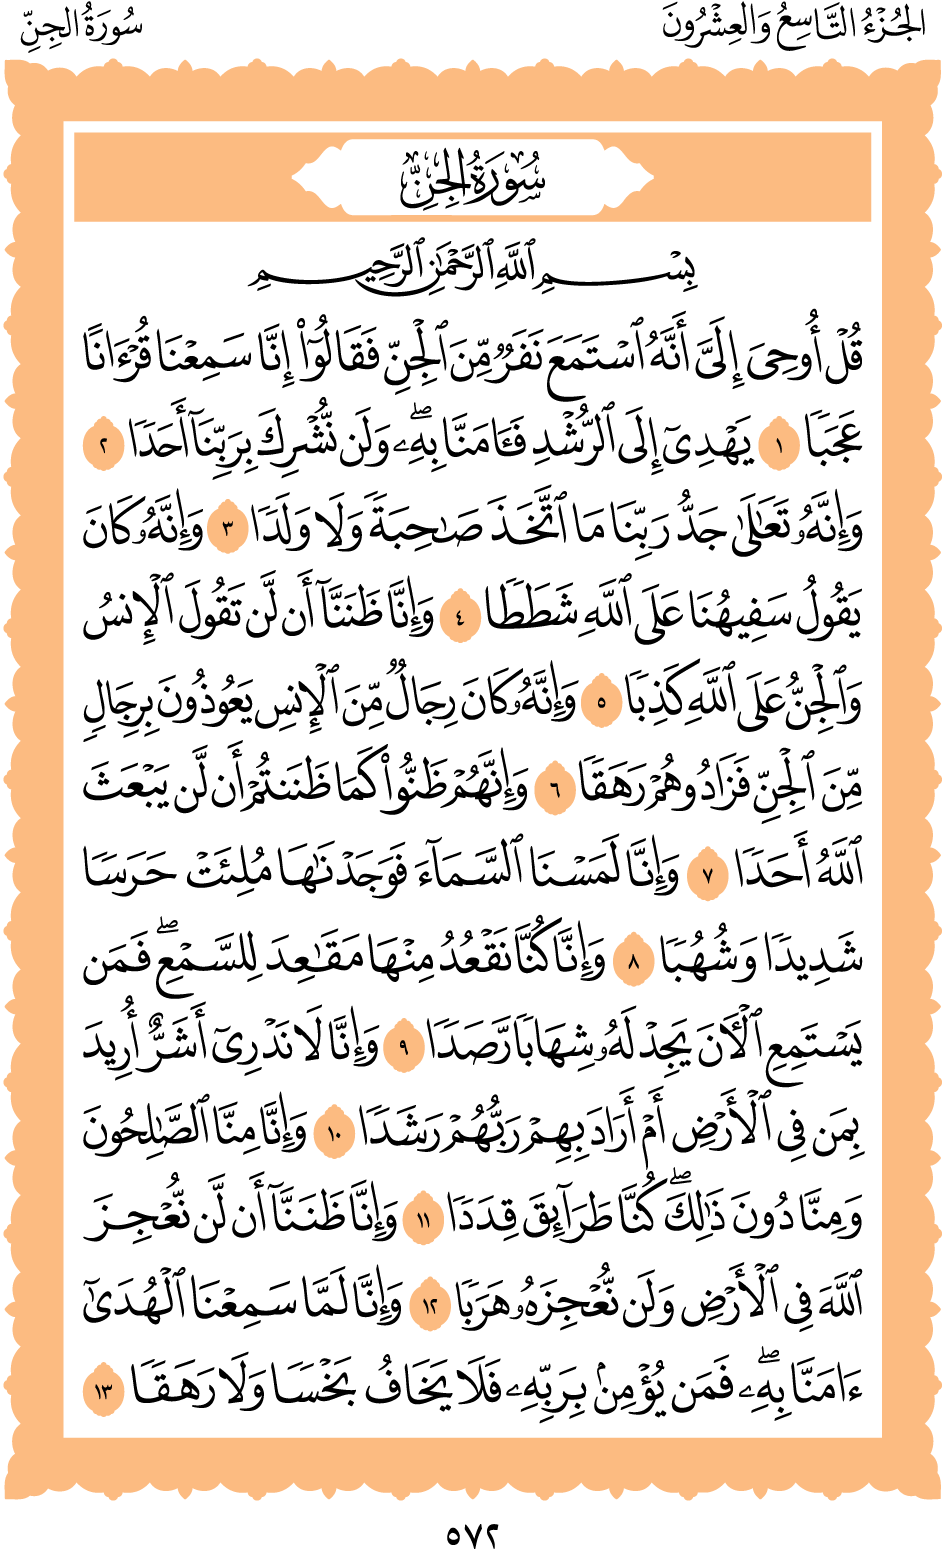 الجُزْءُ التَّاسِعُ وَالعِشْرُونَ
سُورَةُ الجِنِّ
سُورَةُ الجِنِّ
بِسْمِ ٱللَّهِ ٱلرَّحْمَٰنِ ٱلرَّحِيمِ
قُلْ أُوحِىَ إِلَىَّ أَنَّهُ ٱسْتَمَعَ نَفَرٌ مِّنَ ٱلْجِنِّ فَقَالُوٓا۟ إِنَّا سَمِعْنَا قُرْءَانًا
عَجَبًا ١ يَهْدِىٓ إِلَى ٱلرُّشْدِ فَـَٔامَنَّا بِهِۦ ۖ وَلَن نُّشْرِكَ بِرَبِّنَآ أَحَدًا ٢
وَإِنَّهُۥ تَعَٰلَىٰ جَدُّ رَبِّنَا مَا ٱتَّخَذَ صَٰحِبَةً وَلَا وَلَدًا ٣ وَإِنَّهُۥ كَانَ
يَقُولُ سَفِيهُنَا عَلَى ٱللَّهِ شَطَطًا ٤ وَإِنَّا ظَنَنَّآ أَن لَّن تَقُولَ ٱلْإِنسُ
وَٱلْجِنُّ عَلَى ٱللَّهِ كَذِبًا ٥ وَإِنَّهُۥ كَانَ رِجَالٌ مِّنَ ٱلْإِنسِ يَعُوذُونَ بِرِجَالٍ
مِّنَ ٱلْجِنِّ فَزَادُوهُمْ رَهَقًا ٦ وَإِنَّهُمْ ظَنُّوا۟ كَمَا ظَنَنتُمْ أَن لَّن يَبْعَثَ
ٱللَّهُ أَحَدًا ٧ وَإِنَّا لَمَسْنَا ٱلسَّمَآءَ فَوَجَدْنَٰهَا مُلِئَتْ حَرَسًا
شَدِيدًا وَشُهُبًا ٨ وَإِنَّا كُنَّا نَقْعُدُ مِنْهَا مَقَٰعِدَ لِلسَّمْعِ ۖ فَمَن
يَسْتَمِعِ ٱلْـَٔانَ يَجِدْ لَهُۥ شِهَابًا رَّصَدًا ٩ وَإِنَّا لَا نَدْرِىٓ أَشَرٌّ أُرِيدَ
بِمَن فِى ٱلْأَرْضِ أَمْ أَرَادَ بِهِمْ رَبُّهُمْ رَشَدًا ١٠ وَإِنَّا مِنَّا ٱلصَّٰلِحُونَ
وَمِنَّا دُونَ ذَٰلِكَ ۖ كُنَّا طَرَآئِقَ قِدَدًا ١١ وَإِنَّا ظَنَنَّآ أَن لَّن نُّعْجِزَ
ٱللَّهَ فِى ٱلْأَرْضِ وَلَن نُّعْجِزَهُۥ هَرَبًا ١٢ وَإِنَّا لَمَّا سَمِعْنَا ٱلْهُدَىٰٓ
ءَامَنَّا بِهِۦ ۖ فَمَن يُؤْمِنۢ بِرَبِّهِۦ فَلَا يَخَافُ بَخْسًا وَلَا رَهَقًا ١٣
٥٧٢